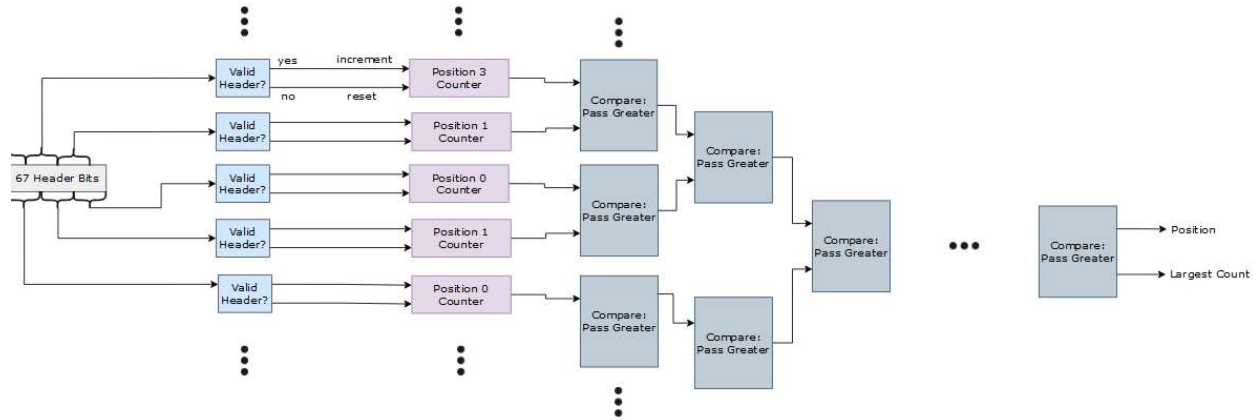 yes
increment
Valid
Header?
Position 3
Counter
no
reset
Compare:
Pass Greater
Valid
Header?
Position 1
Counter
Compare:
Pass Greater
67 Header Bits
Valid
Header?
Position 0
Counter
Compare:
Pass Greater
Valid
Header?
Position 1
Counter
Compare:
Pass Greater
Compare:
Pass Greater
Position
Largest Count
Valid
Header?
Position 0
Counter
Compare:
Pass Greater
Compare:
Pass Greater